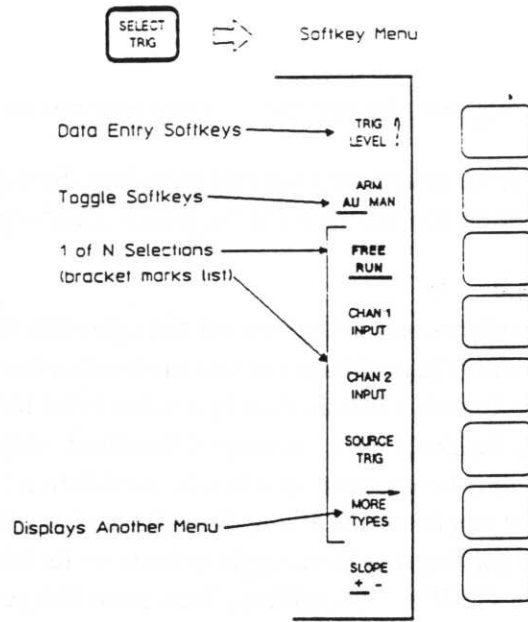 SELECT
TRIG
Softkey Menu
Data Entry Softkeys
TRIG
LEVEL
Toggle Softkeys
ARM
AU MAN
1 of N Selections
(bracket marks list)
FREE
RUN
CHAN 1
INPUT
CHAN 2
INPUT
SOURCE
TRIG
Displays Another Menu
MORE
TYPES
SLOPE
+ -